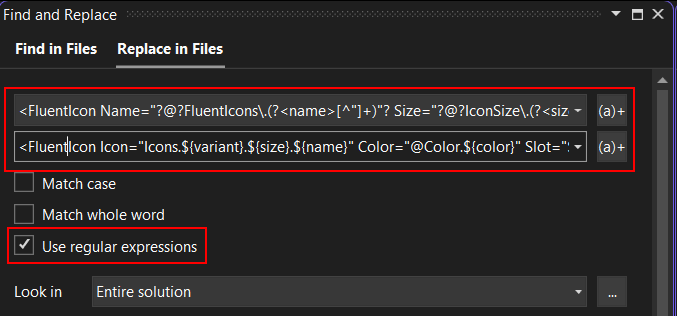 Find and Replace
Find in Files Replace in Files
<FluentIcon Name="?@?FluentIcons\.(?<name>[^"]+)"? Size="?@?IconSize\.(?<siz (a)+
<FluentIcon Icon="Icons.${variant}.${size}.${name}" Color="@Color.${color}" Slot=" (a)+
Match case
Match whole word
Use regular expressions
Look in Entire solution ...